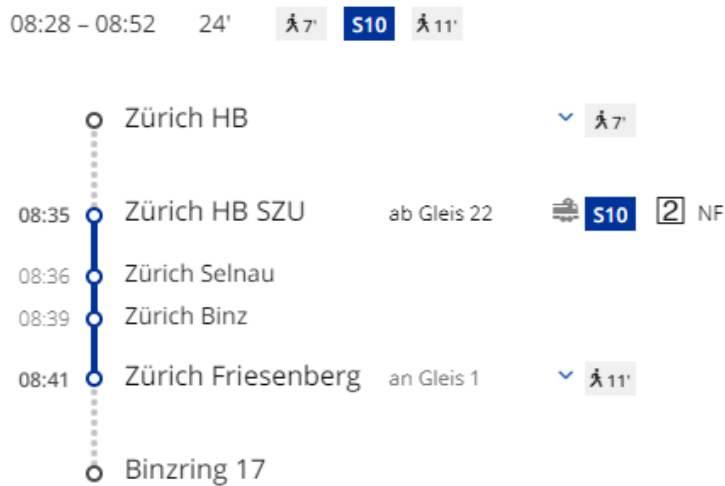 08:28 – 08:52 24' 7' S10 11'
Zürich HB 7'
08:35 Zürich HB SZU ab Gleis 22 S10 2 NF
08:36 Zürich Selnau
08:39 Zürich Binz
08:41 Zürich Friesenberg an Gleis 1 11'
Binzring 17